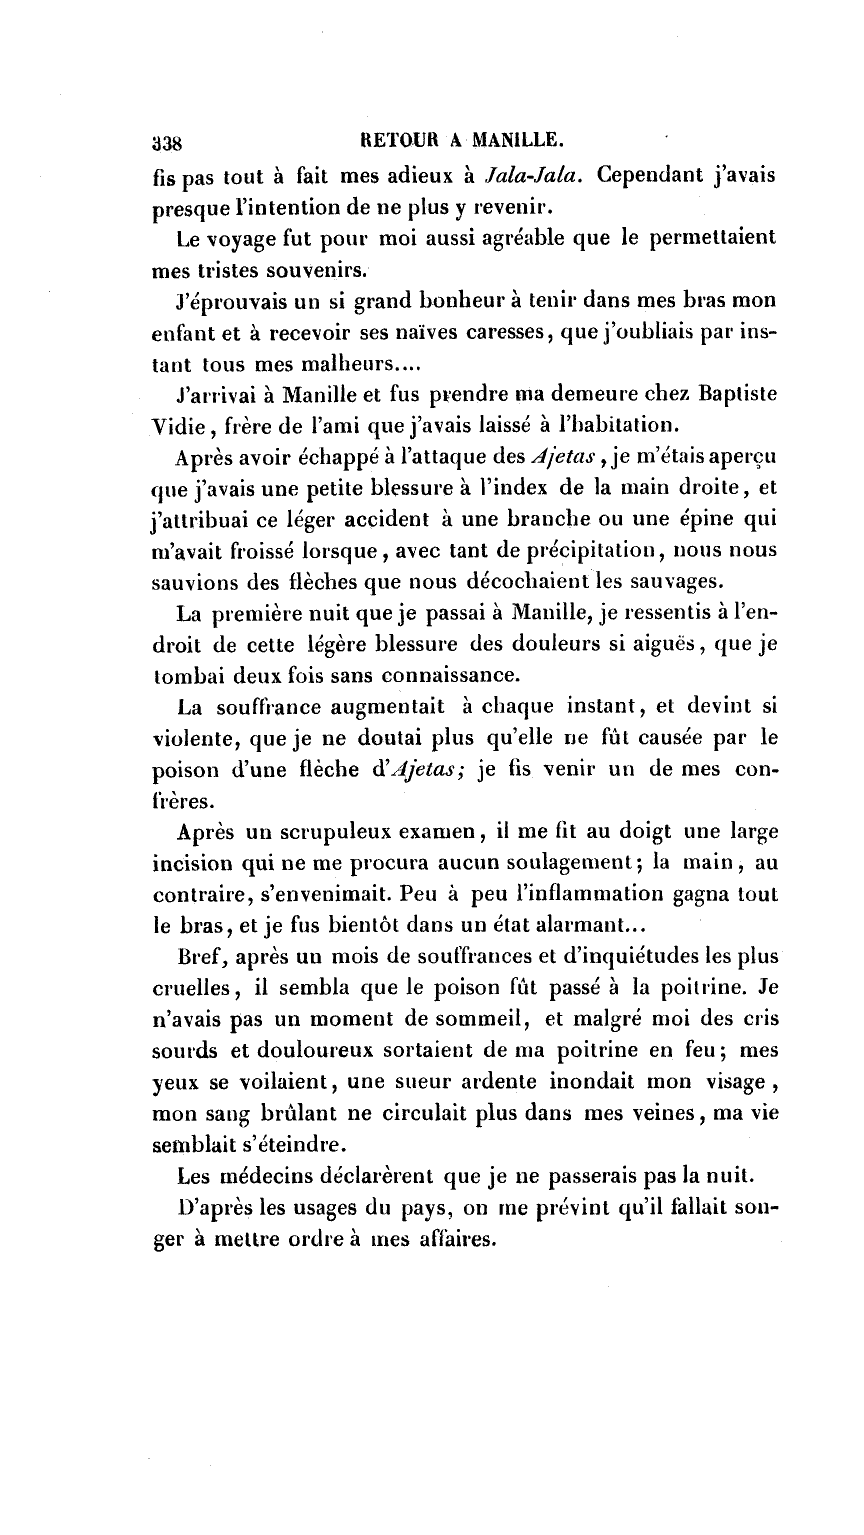 338 RETOUR A MANILLE.
fis pas tout à fait mes adieux à Jala-Jala. Cependant j'avais
presque l'intention de ne plus y revenir.
Le voyage fut pour moi aussi agréable que le permettaient
mes tristes souvenirs.
J'éprouvais un si grand bonheur à tenir dans mes bras mon
enfant et à recevoir ses naïves caresses, que j'oubliais par ins-
tant tous mes malheurs....
J'arrivai à Manille et fus prendre ma demeure chez Baptiste
Vidie, frère de l'ami que j'avais laissé à l'habitation.
Après avoir échappé à l'attaque des Ajetas, je m'étais aperçu
que j'avais une petite blessure à l'index de la main droite, et
j'attribuai ce léger accident à une branche ou une épine qui
m'avait froissé lorsque, avec tant de précipitation, nous nous
sauvions des flèches que nous décochaient les sauvages.
La première nuit que je passai à Manille, je ressentis à l'en-
droit de cette légère blessure des douleurs si aiguës, que je
tombai deux fois sans connaissance.
La souffrance augmentait à chaque instant, et devint si
violente, que je ne doutai plus qu'elle ne fût causée par le
poison d'une flèche d'Ajetas; je fis venir un de mes con-
frères.
Après un scrupuleux examen, il me fit au doigt une large
incision qui ne me procura aucun soulagement; la main, au
contraire, s'envenimait. Peu à peu l'inflammation gagna tout
le bras, et je fus bientôt dans un état alarmant...
Bref, après un mois de souffrances et d'inquiétudes les plus
cruelles, il sembla que le poison fût passé à la poitrine. Je
n'avais pas un moment de sommeil, et malgré moi des cris
sourds et douloureux sortaient de ma poitrine en feu; mes
yeux se voilaient, une sueur ardente inondait mon visage,
mon sang brûlant ne circulait plus dans mes veines, ma vie
semblait s'éteindre.
Les médecins déclarèrent que je ne passerais pas la nuit.
D'après les usages du pays, on me prévint qu'il fallait son-
ger à mettre ordre à mes affaires.